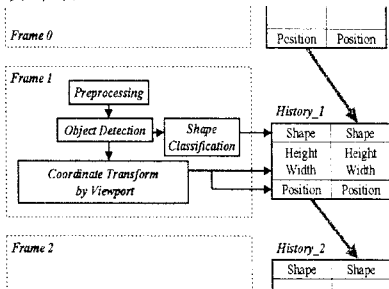 Frame 0
Position Position
Frame 1
Preprocessing
Object Detection
Shape
Classification
Coordinate Transform
by Viewport
History_1
Shape Shape
Height Height
Width Width
Position Position
Frame 2
History_2
Shape Shape